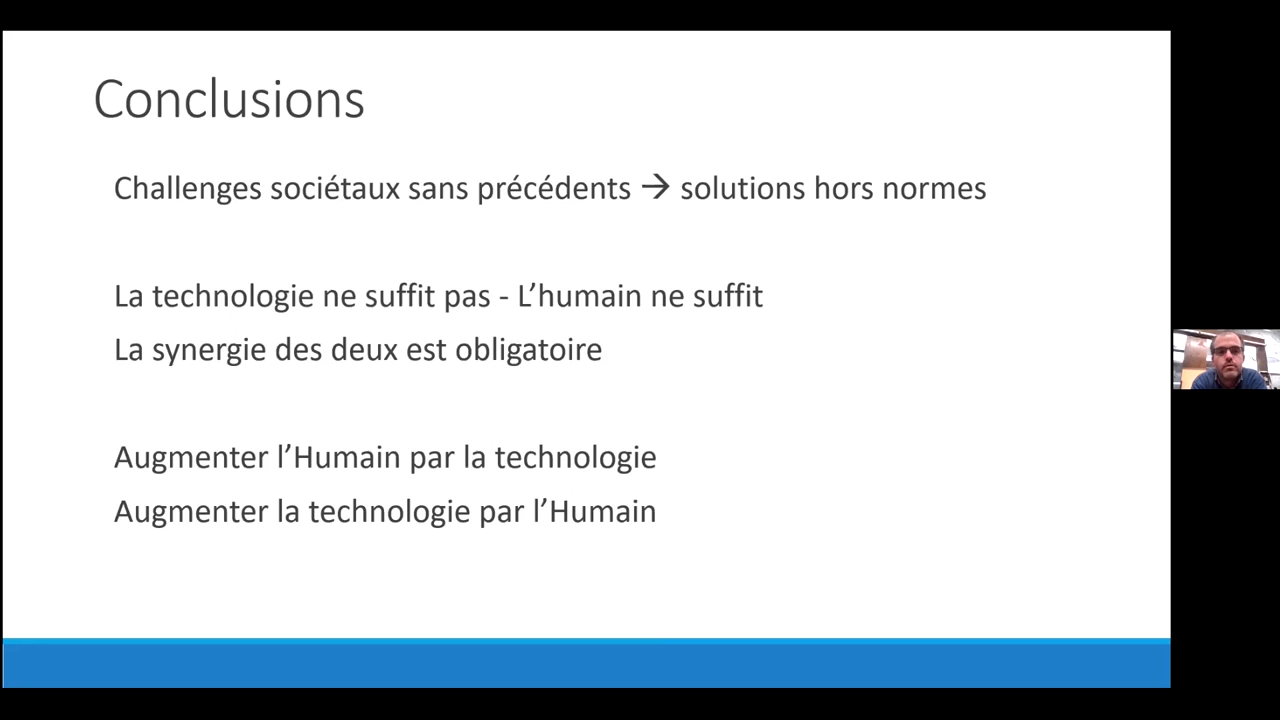 Conclusions
Challenges sociétaux sans précédents → solutions hors normes
La technologie ne suffit pas - L’humain ne suffit
La synergie des deux est obligatoire
Augmenter l’Humain par la technologie
Augmenter la technologie par l’Humain